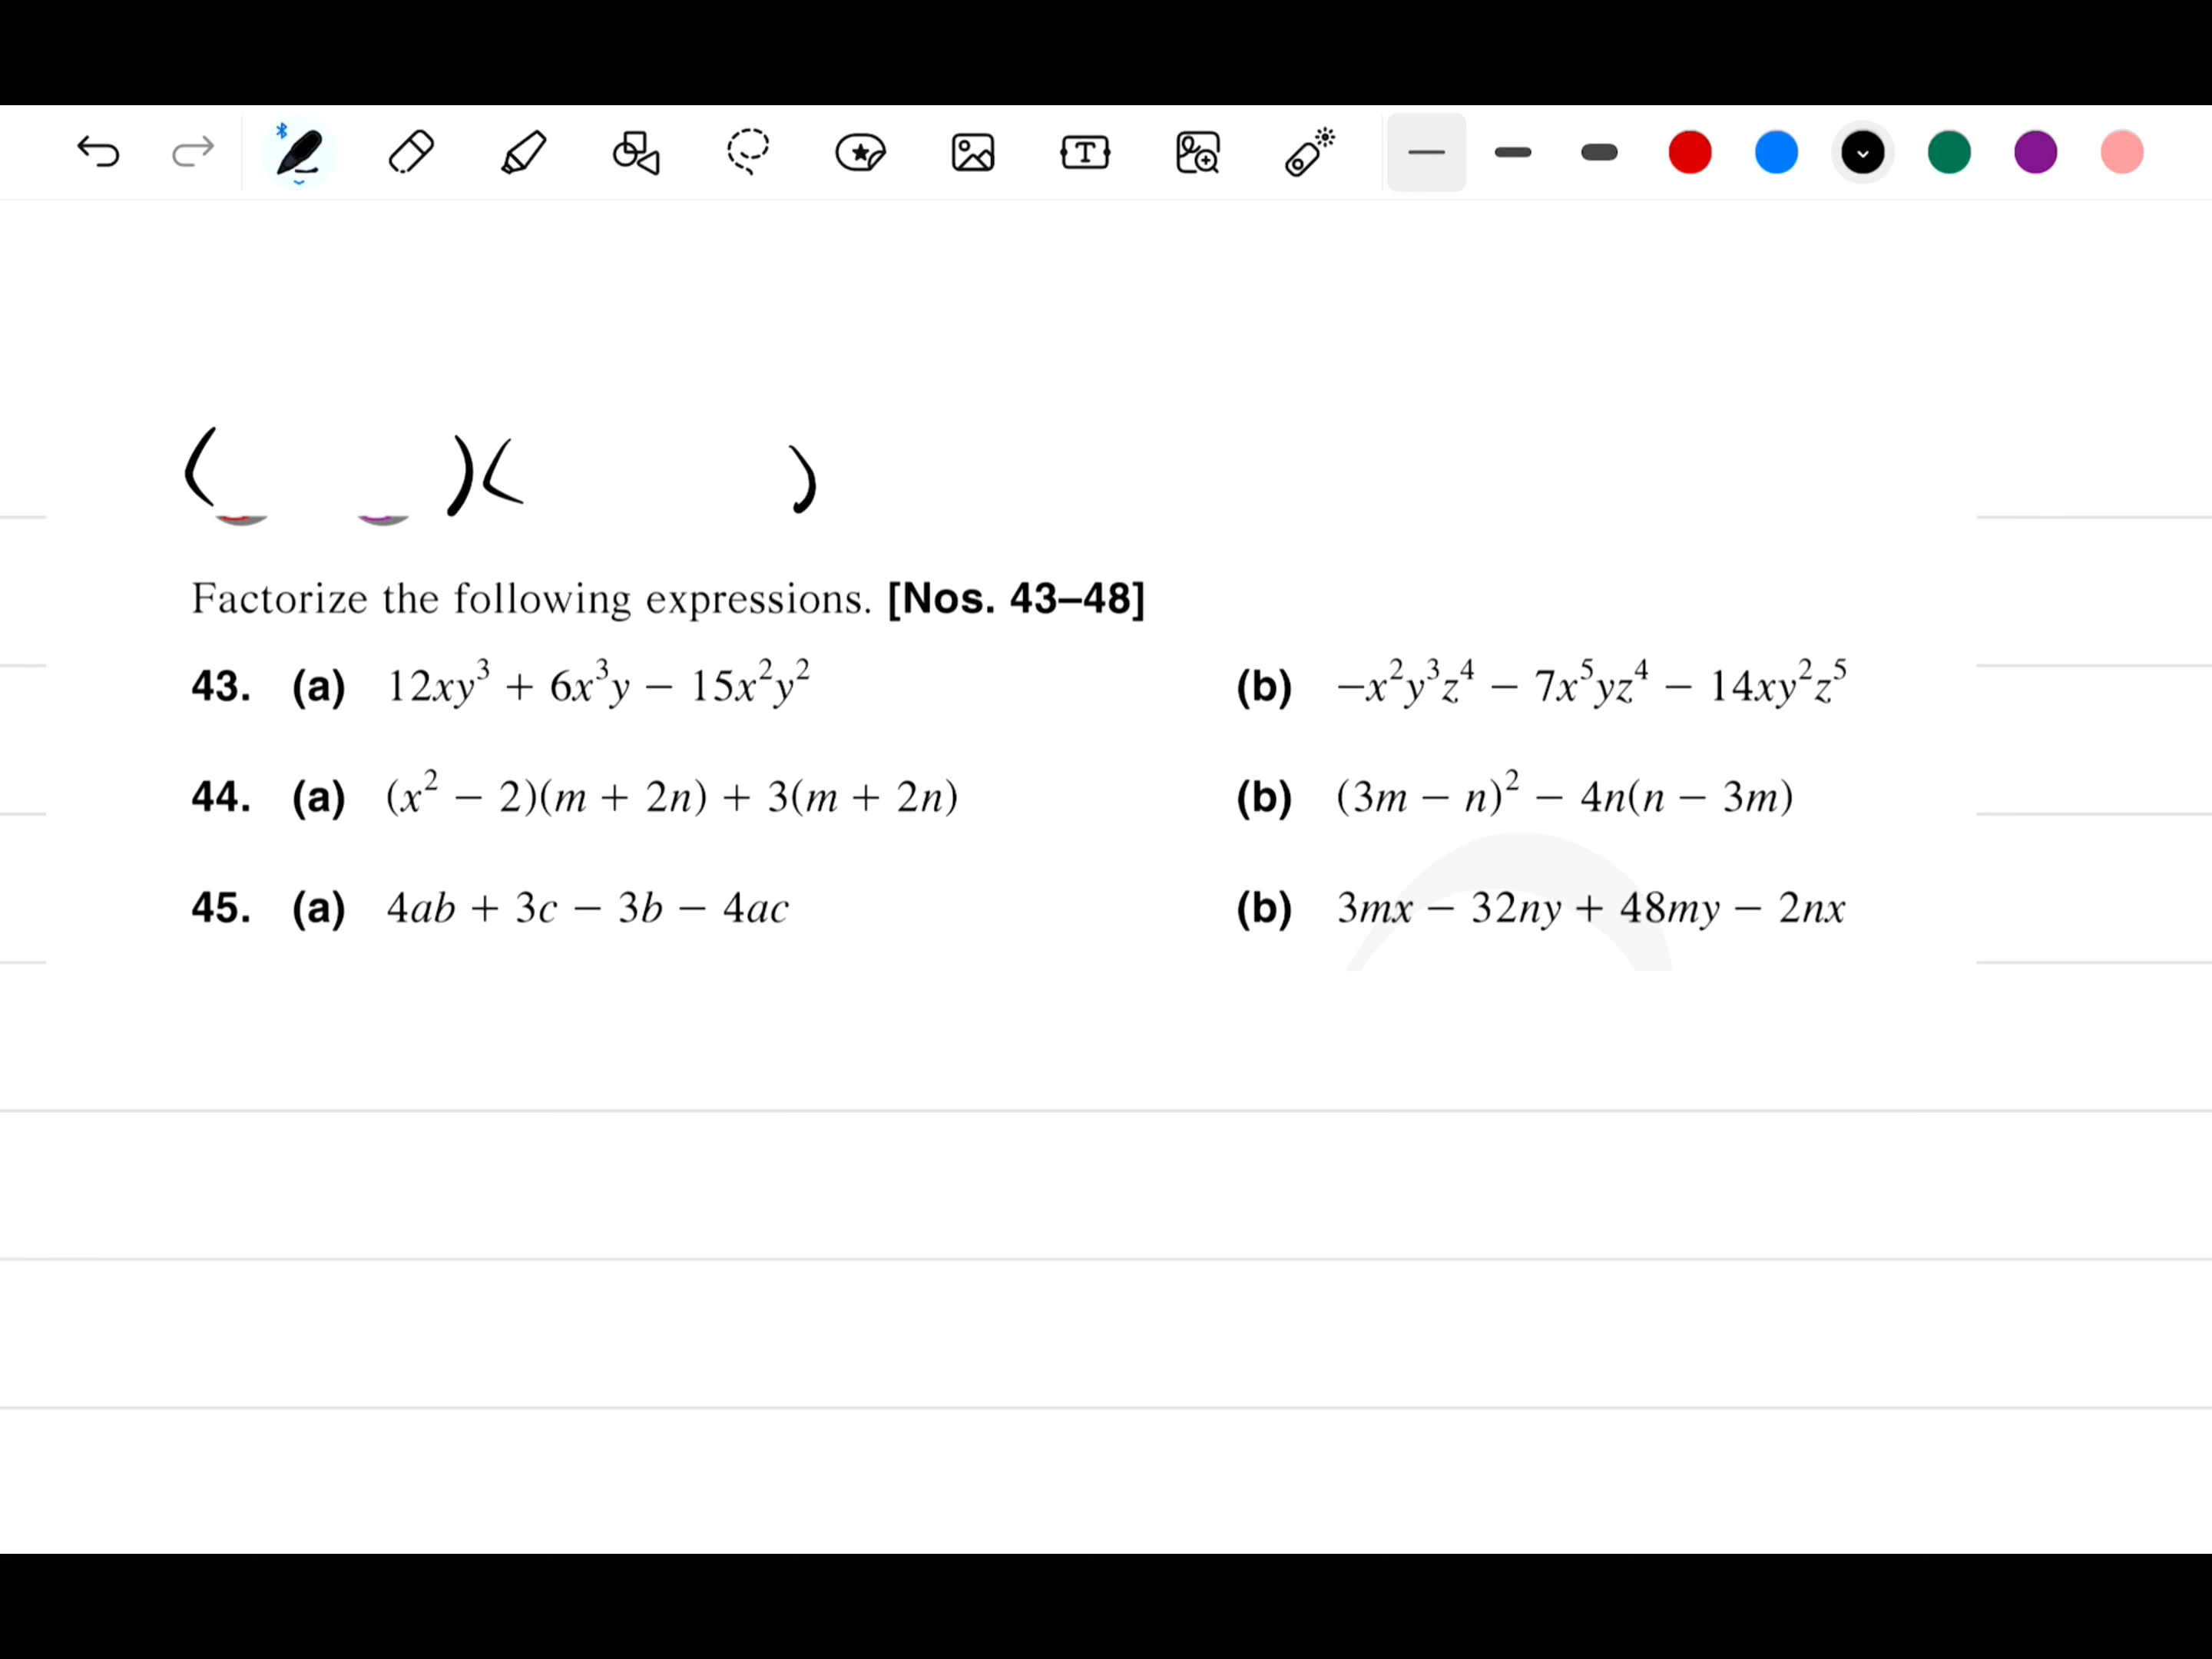 ( )( )
Factorize the following expressions. [Nos. 43–48]
43. (a) 12xy³ + 6x³y − 15x²y² (b) −x²y³z⁴ − 7x⁵yz⁴ − 14xy²z⁵
44. (a) (x² − 2)(m + 2n) + 3(m + 2n) (b) (3m − n)² − 4n(n − 3m)
45. (a) 4ab + 3c − 3b − 4ac (b) 3mx − 32ny + 48my − 2nx